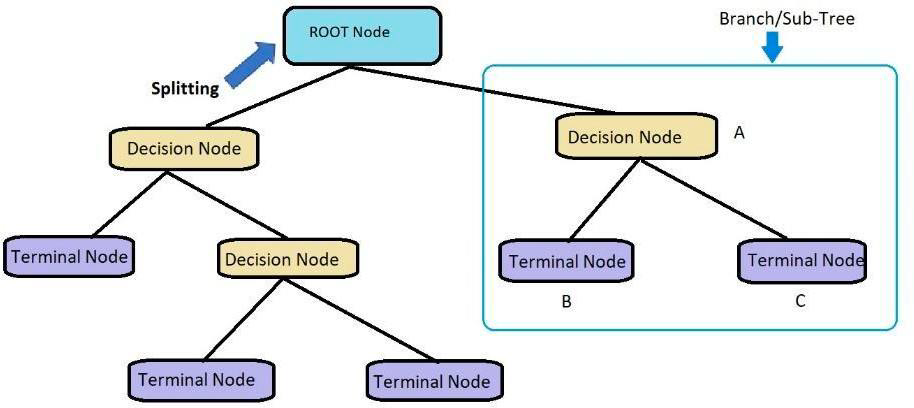 Branch/Sub-Tree
ROOT Node
Splitting
Decision Node
Decision Node
A
Terminal Node
Decision Node
Terminal Node
Terminal Node
B
C
Terminal Node
Terminal Node